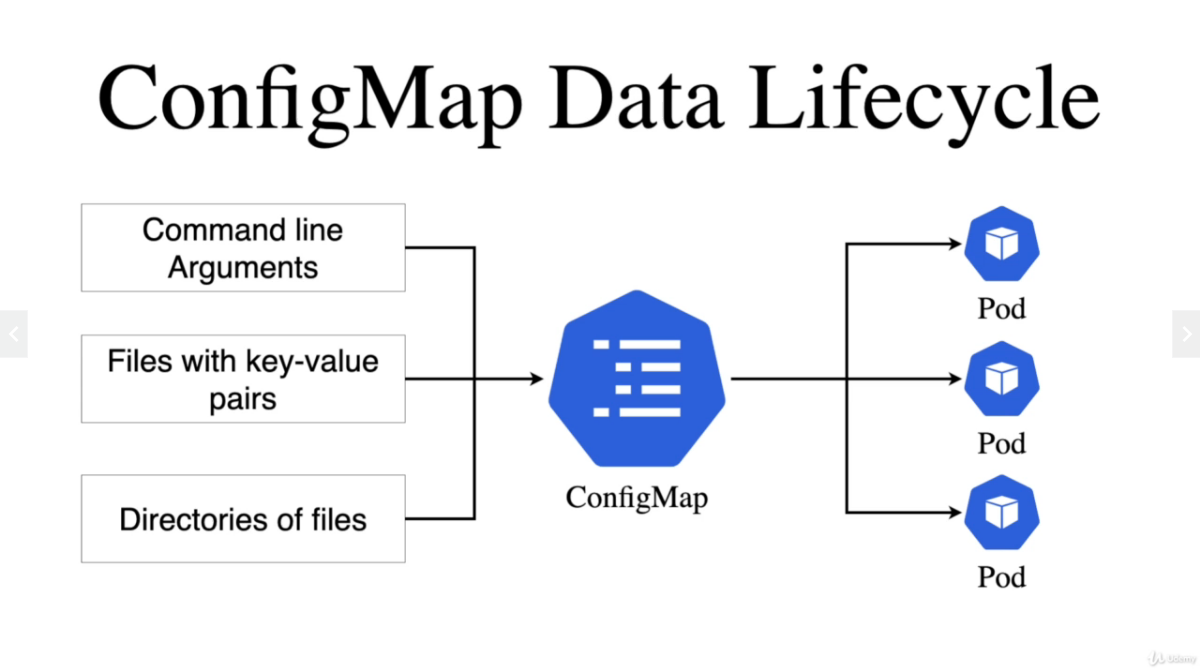 ConfigMap Data Lifecycle
Command line
Arguments
Files with key-value
pairs
Directories of files
ConfigMap
Pod
Pod
Pod
Udemy